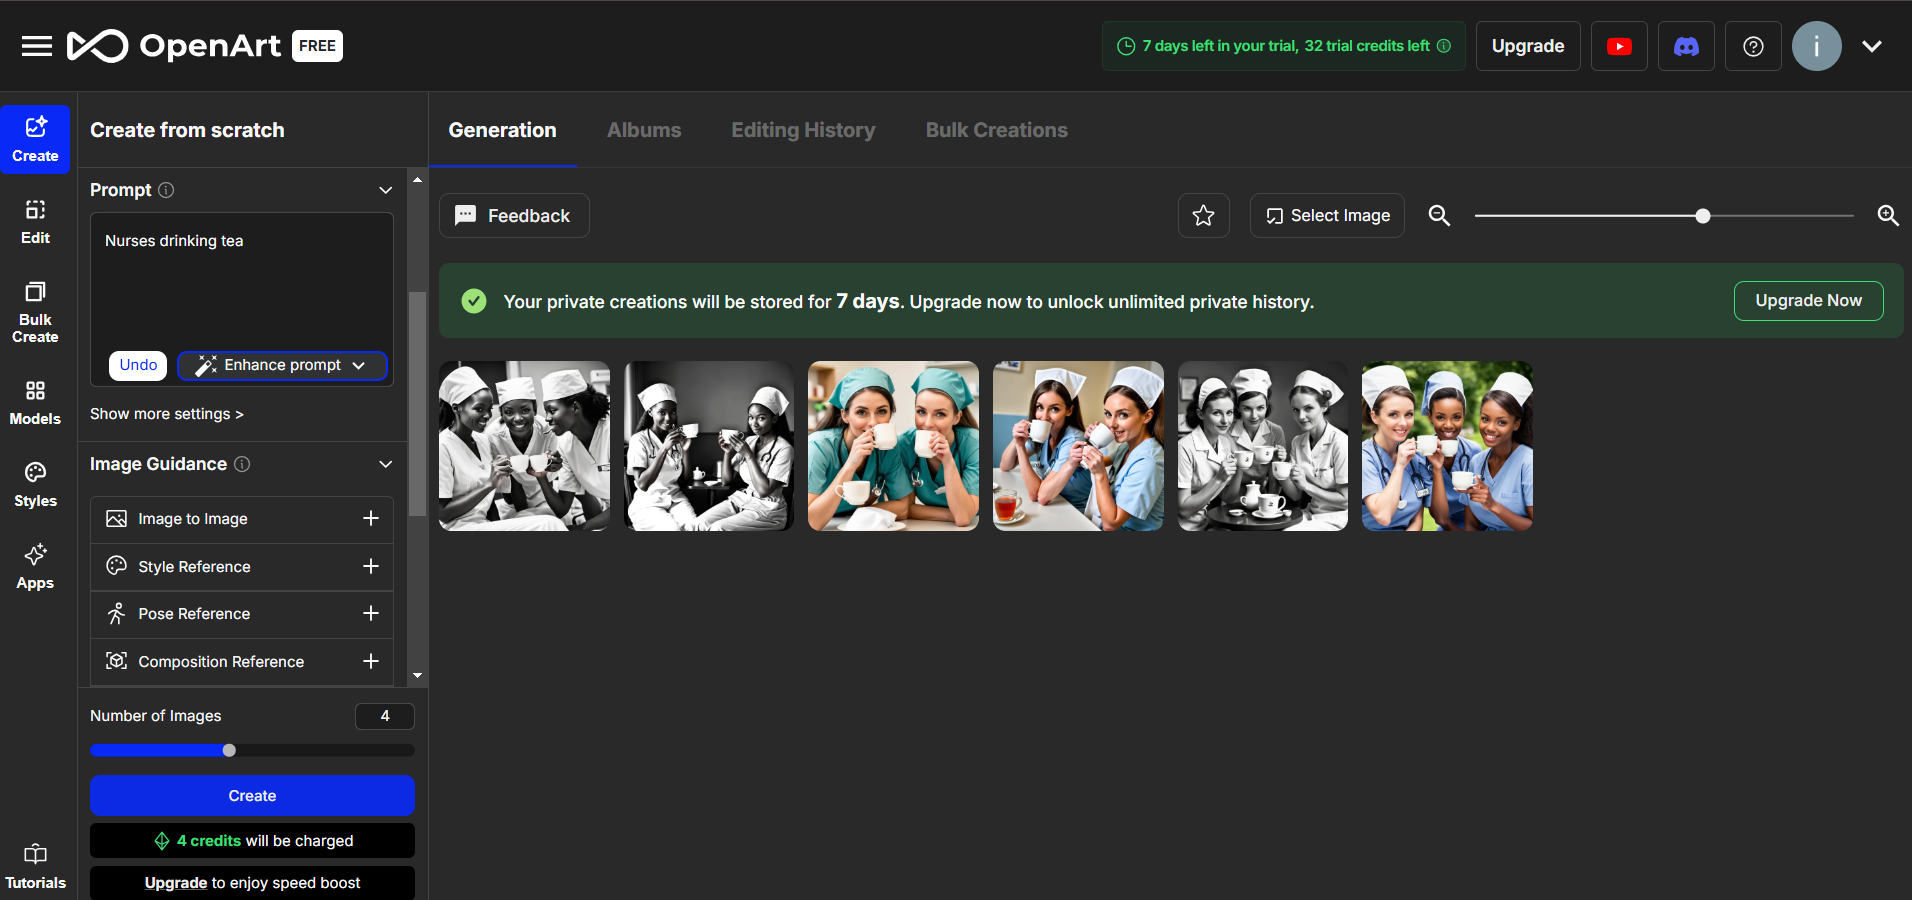 OpenArt FREE
7 days left in your trial, 32 trial credits left
Upgrade
i
Create
Edit
Bulk
Create
Models
Styles
Apps
Tutorials
Create from scratch
Prompt
Nurses drinking tea
Undo
Enhance prompt
Show more settings >
Image Guidance
Image to Image
Style Reference
Pose Reference
Composition Reference
Number of Images
4
Create
4 credits will be charged
Upgrade to enjoy speed boost
Generation
Albums
Editing History
Bulk Creations
Feedback
Select Image
Your private creations will be stored for 7 days. Upgrade now to unlock unlimited private history.
Upgrade Now